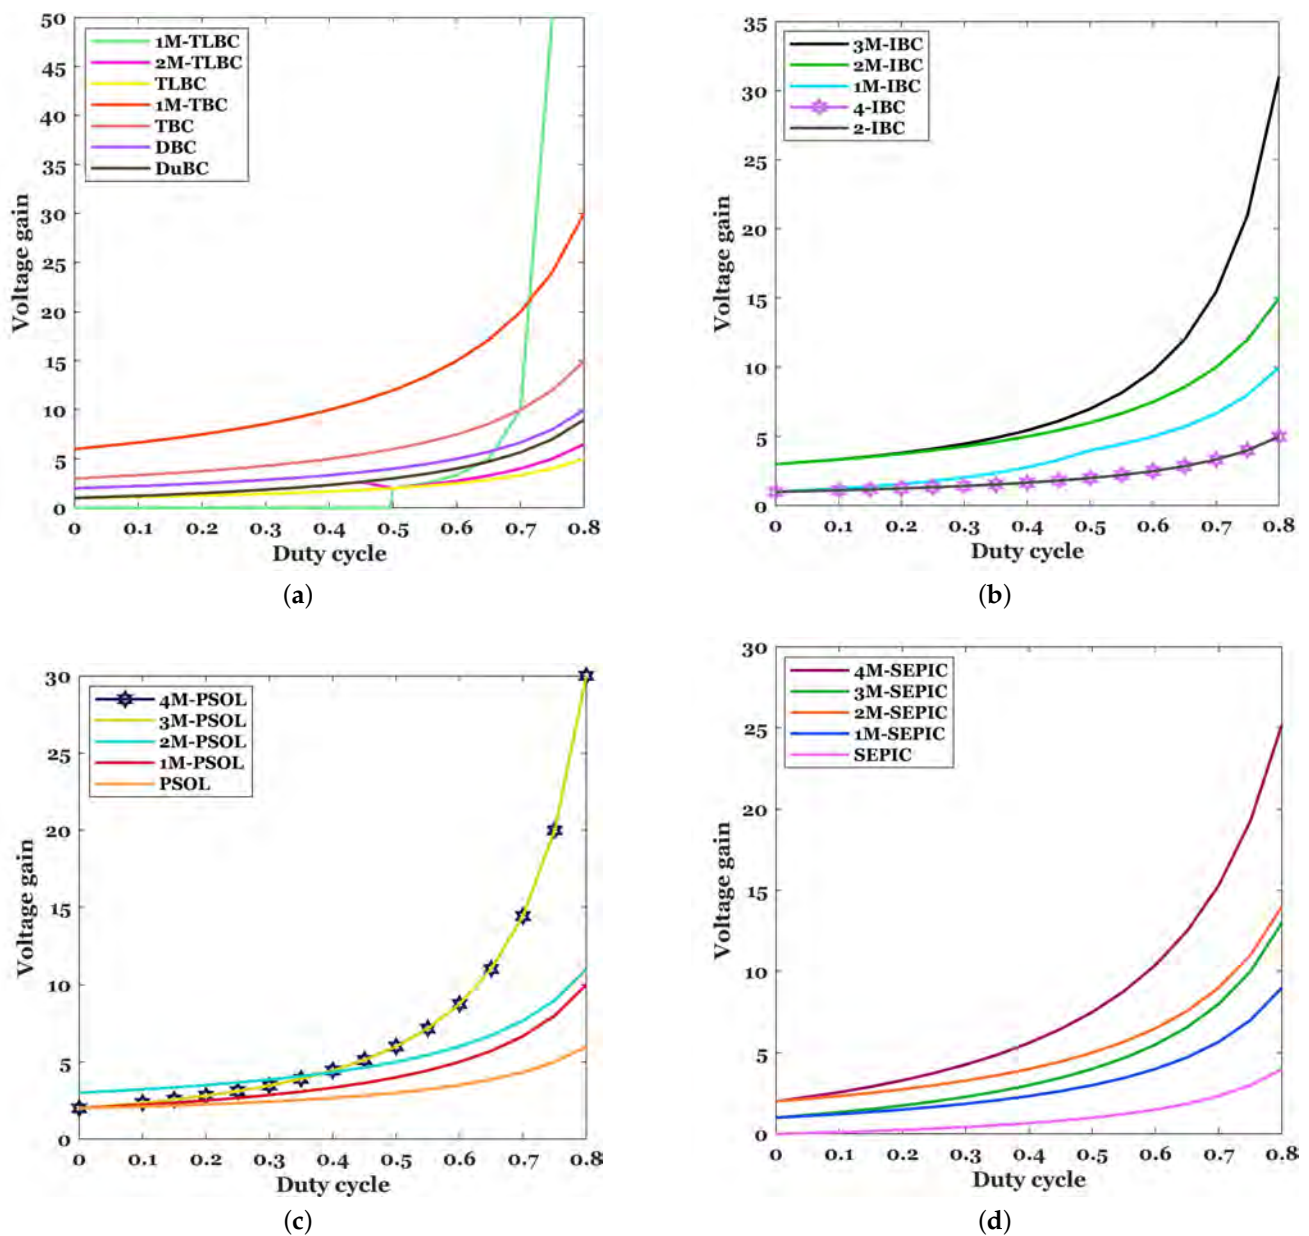 50
45
40
35
30
25
20
15
10
5
0
Voltage gain
1M-TLBC
2M-TLBC
TLBC
1M-TBC
TBC
DBC
DuBC
0 0.1 0.2 0.3 0.4 0.5 0.6 0.7 0.8
Duty cycle
(a)
35
30
25
20
15
10
5
0
Voltage gain
3M-IBC
2M-IBC
1M-IBC
4-IBC
2-IBC
0 0.1 0.2 0.3 0.4 0.5 0.6 0.7 0.8
Duty cycle
(b)
30
25
20
15
10
5
0
Voltage gain
4M-PSOL
3M-PSOL
2M-PSOL
1M-PSOL
PSOL
0 0.1 0.2 0.3 0.4 0.5 0.6 0.7 0.8
Duty cycle
(c)
30
25
20
15
10
5
0
Voltage gain
4M-SEPIC
3M-SEPIC
2M-SEPIC
1M-SEPIC
SEPIC
0 0.1 0.2 0.3 0.4 0.5 0.6 0.7 0.8
Duty cycle
(d)